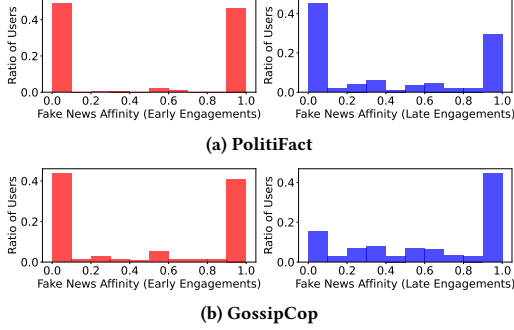 Ratio of Users
0.4
0.2
0.0
0.0 0.2 0.4 0.6 0.8 1.0
Fake News Affinity (Early Engagements)
Ratio of Users
0.4
0.2
0.0
0.0 0.2 0.4 0.6 0.8 1.0
Fake News Affinity (Late Engagements)
(a) PolitiFact
Ratio of Users
0.4
0.2
0.0
0.0 0.2 0.4 0.6 0.8 1.0
Fake News Affinity (Early Engagements)
Ratio of Users
0.4
0.2
0.0
0.0 0.2 0.4 0.6 0.8 1.0
Fake News Affinity (Late Engagements)
(b) GossipCop